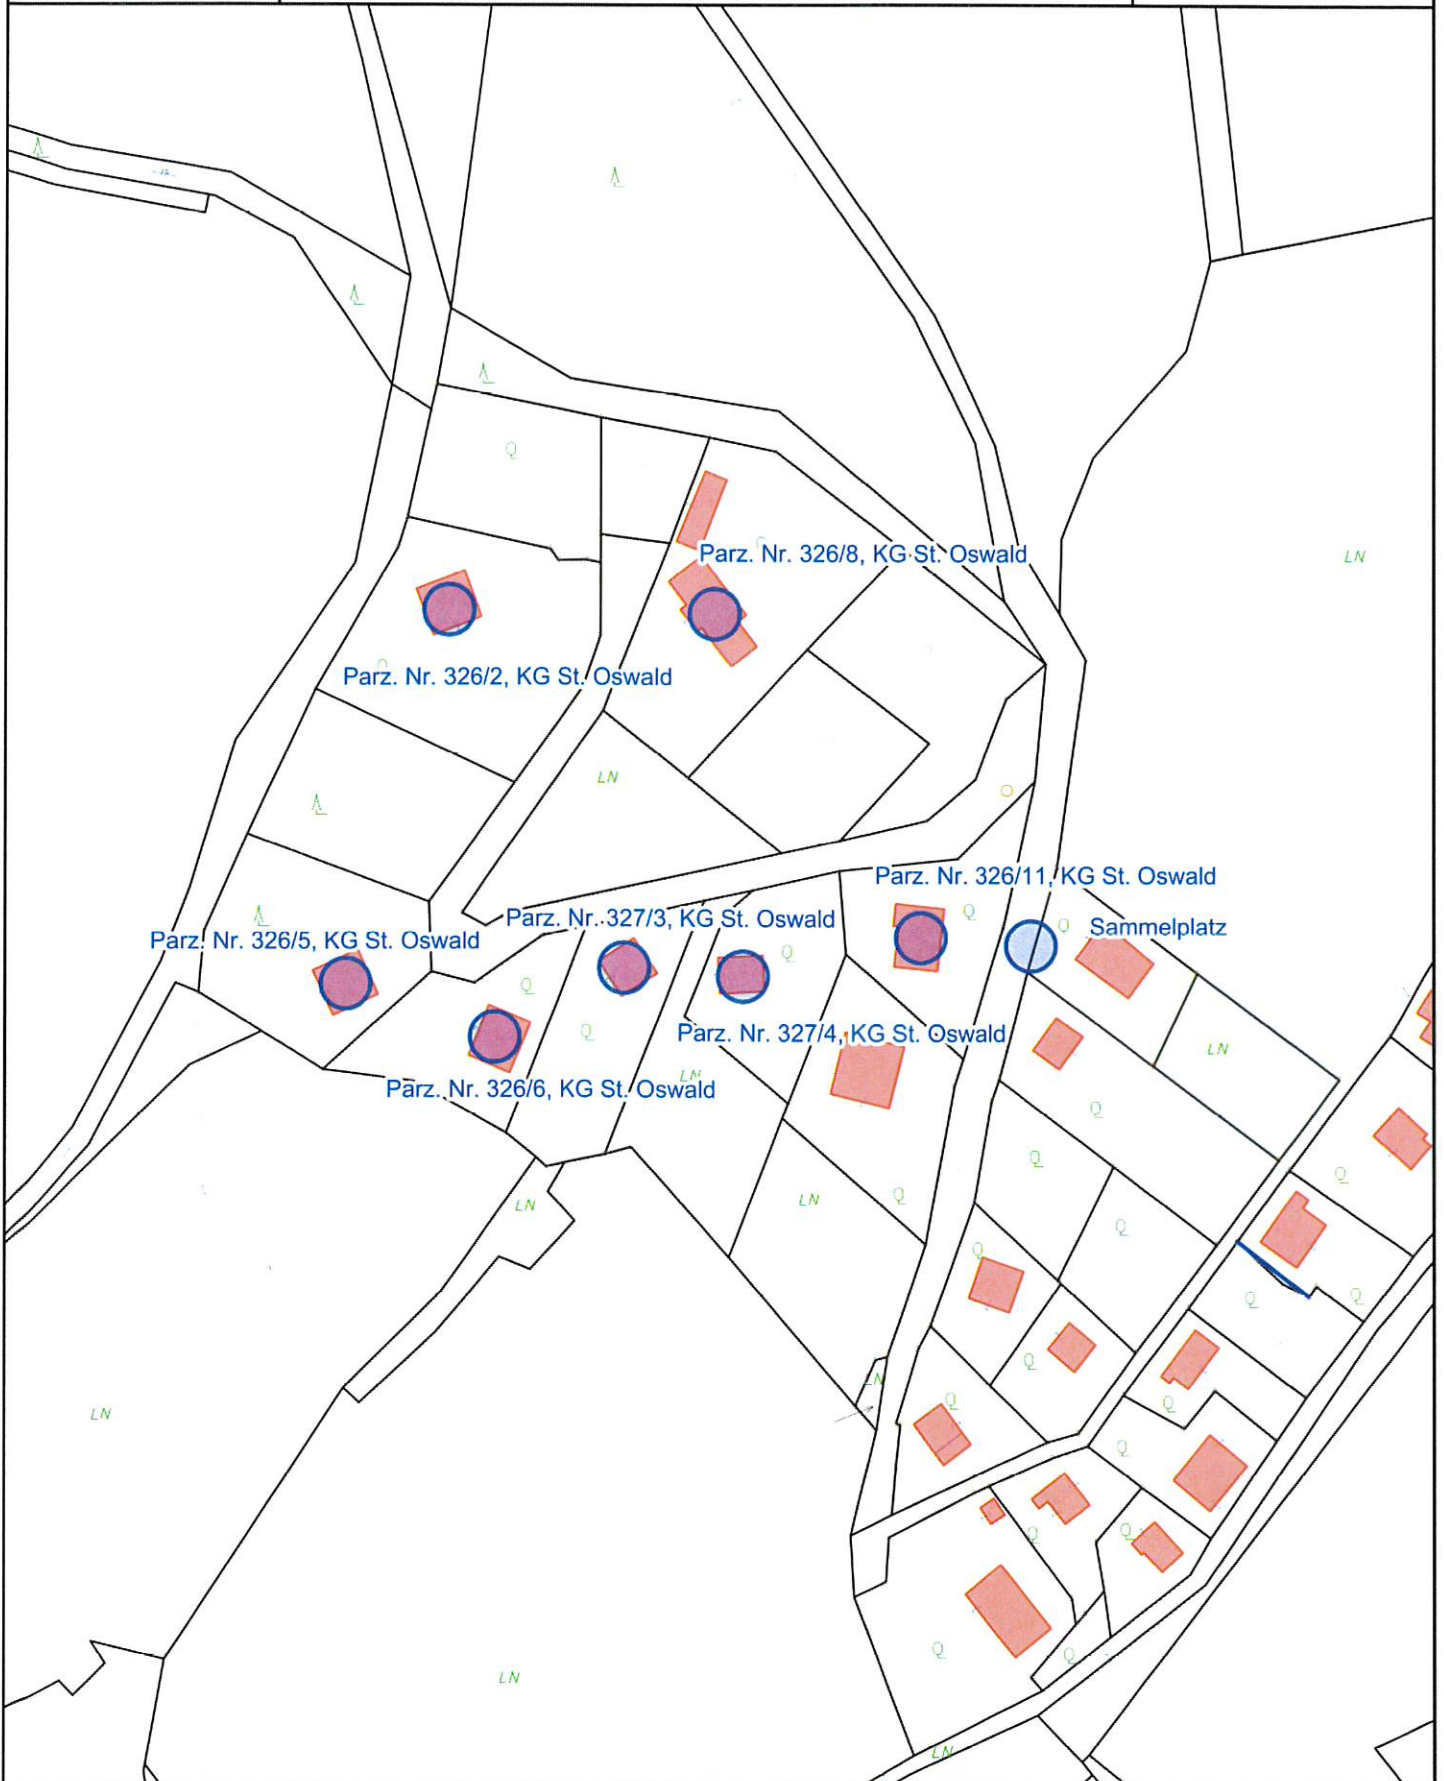 Parz. Nr. 326/8, KG St. Oswald
LN
Parz. Nr. 326/2, KG St. Oswald
LN
Parz. Nr. 326/11, KG St. Oswald
Parz. Nr. 327/3, KG St. Oswald
Sammelplatz
Parz. Nr. 326/5, KG St. Oswald
Parz. Nr. 327/4, KG St. Oswald
LN
LN
Parz. Nr. 326/6, KG St. Oswald
LN
LN
LN
LN
LN
LN